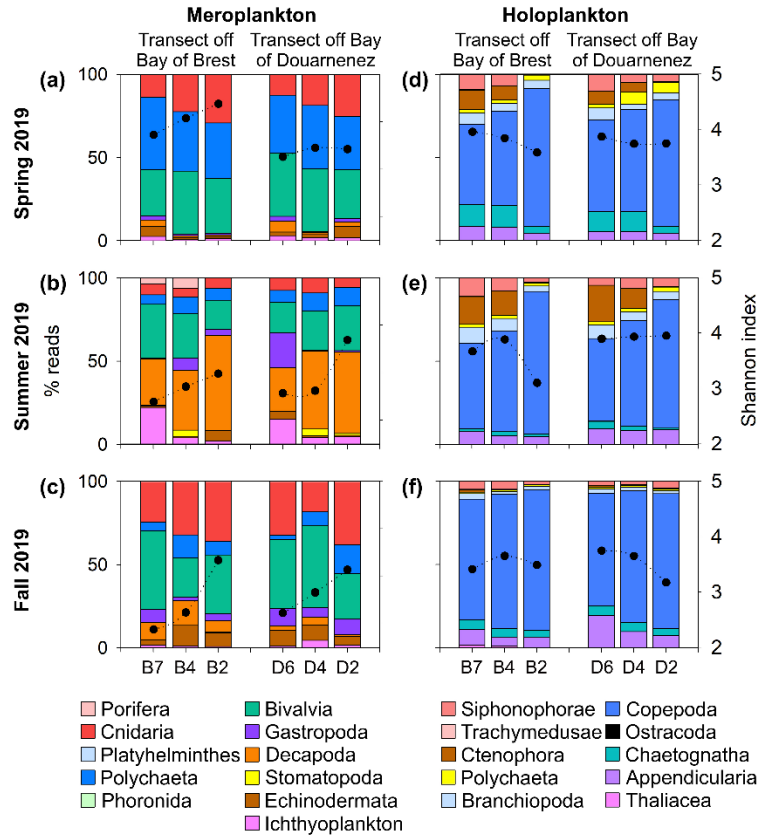 Meroplankton
Holoplankton
Transect off
Bay of Brest
Transect off Bay
of Douarnenez
Transect off
Bay of Brest
Transect off Bay
of Douarnenez
Spring 2019
(a)
100
50
0
(d)
5
4
3
2
Summer 2019
% reads
(b)
100
50
0
(e)
5
4
3
2
Shannon index
Fall 2019
(c)
100
50
0
(f)
5
4
3
2
B7 B4 B2 D6 D4 D2
B7 B4 B2 D6 D4 D2
Porifera
Cnidaria
Platyhelminthes
Polychaeta
Phoronida
Bivalvia
Gastropoda
Decapoda
Stomatopoda
Echinodermata
Ichthyoplankton
Siphonophorae
Trachymedusae
Ctenophora
Polychaeta
Branchiopoda
Copepoda
Ostracoda
Chaetognatha
Appendicularia
Thaliacea